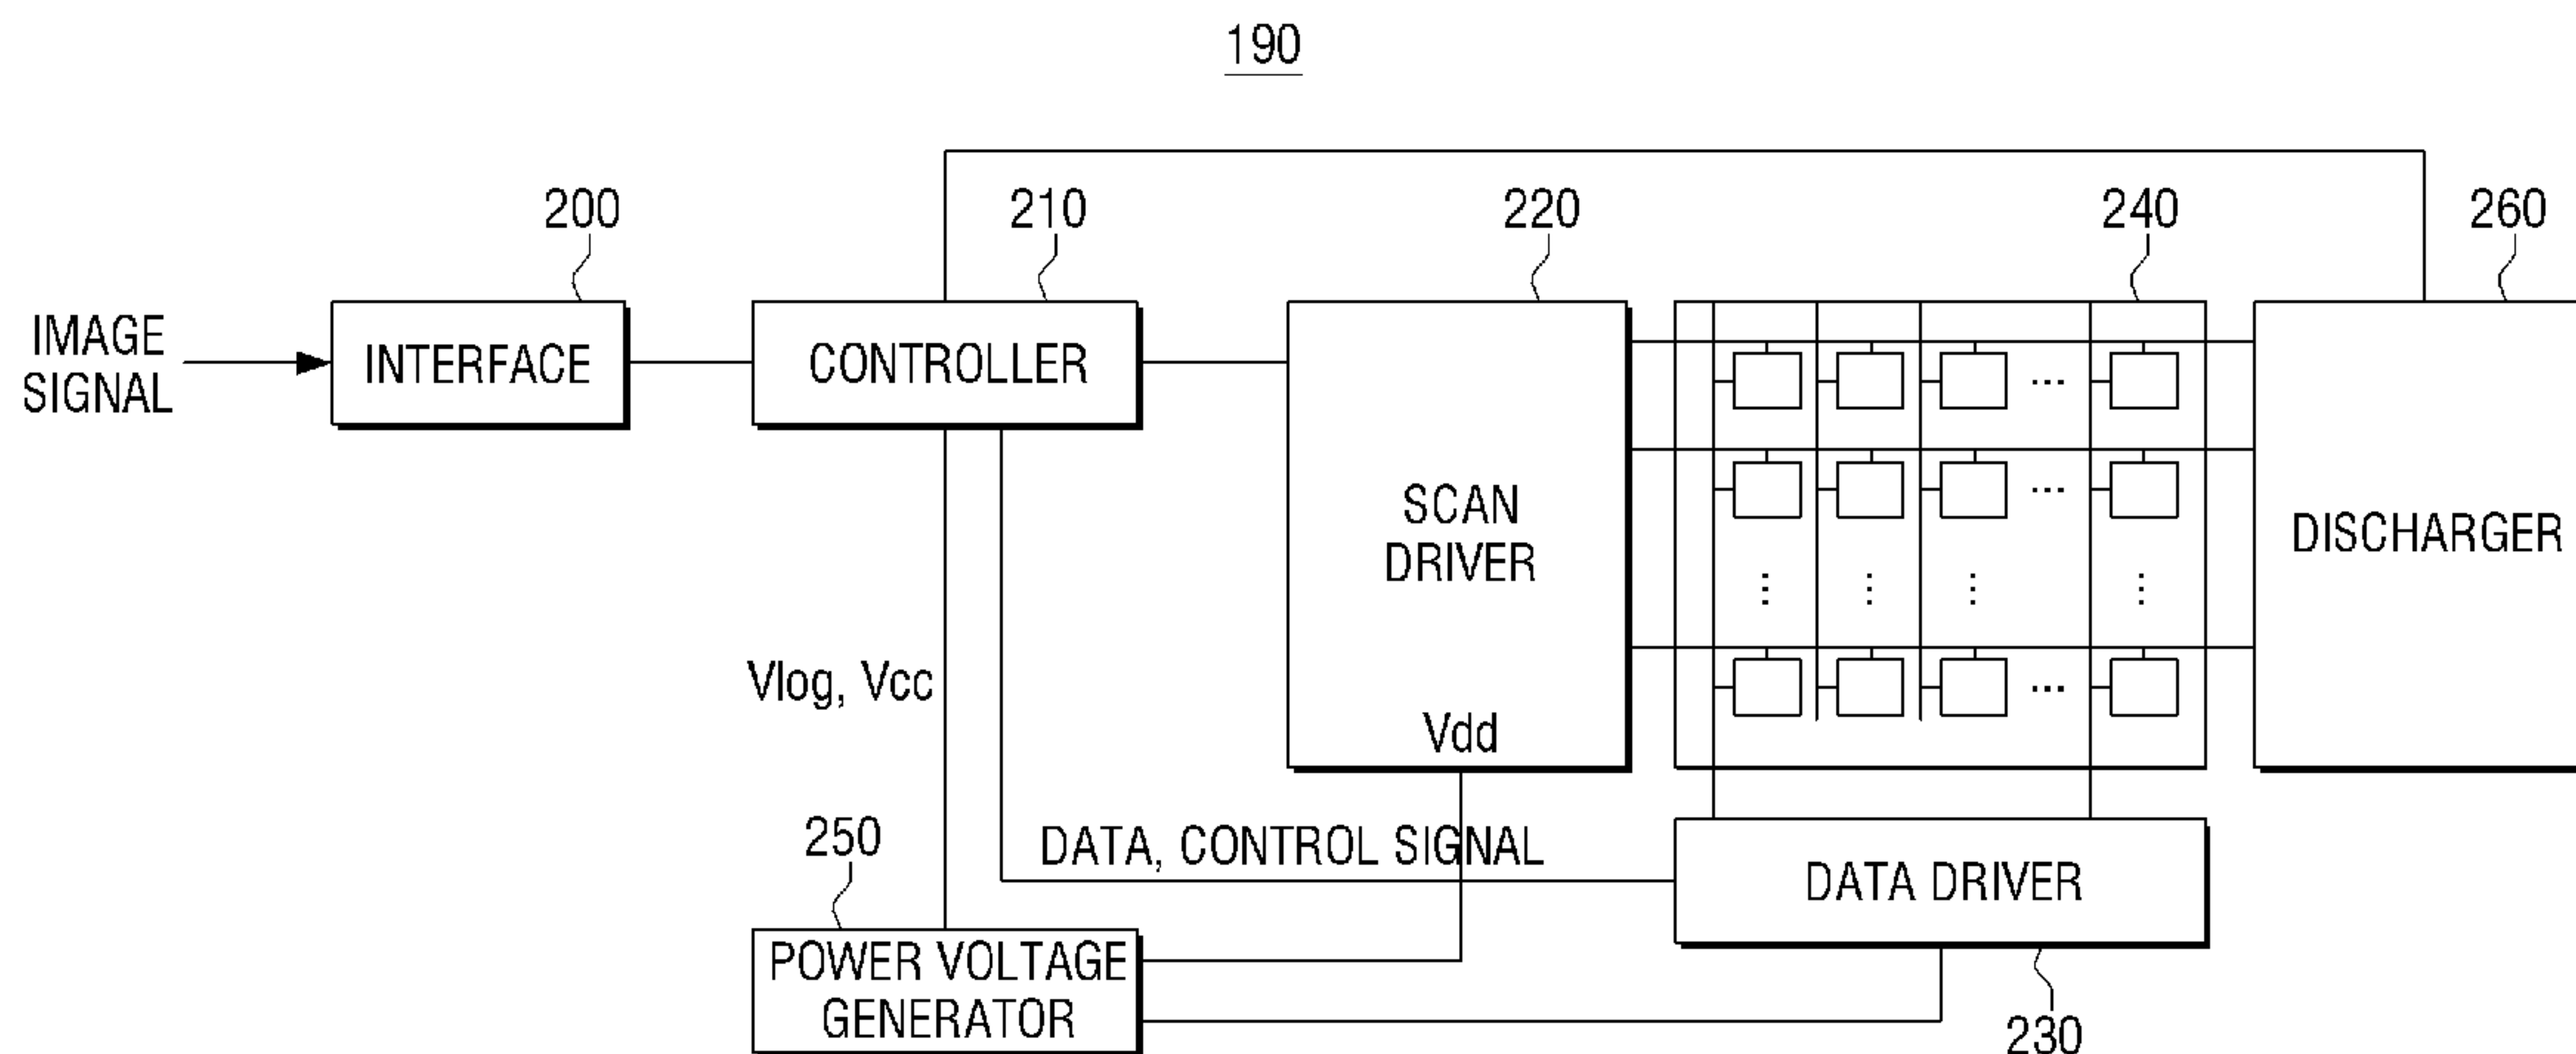 190
200
210
220
240
260
IMAGE
SIGNAL
INTERFACE
CONTROLLER
SCAN
DRIVER
Vdd
DISCHARGER
Vlog, Vcc
DATA, CONTROL SIGNAL
250
POWER VOLTAGE
GENERATOR
DATA DRIVER
230